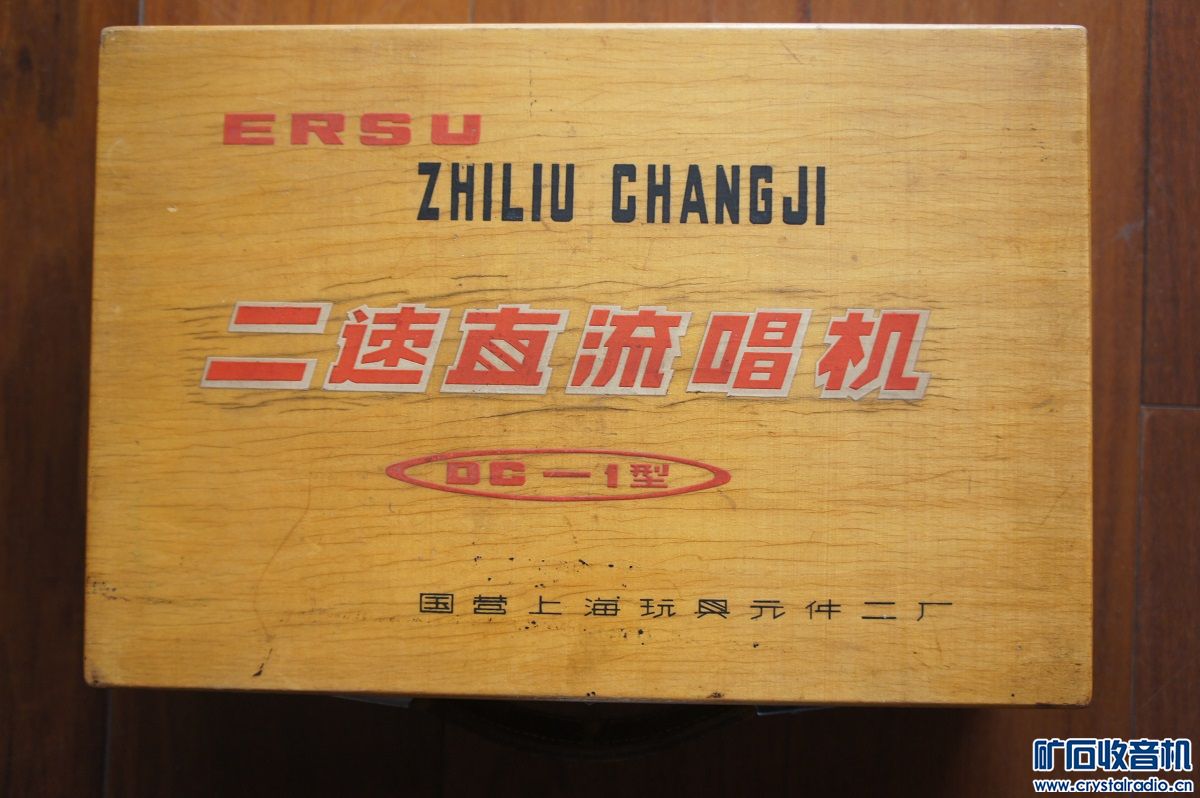 ERSU
ZHILIU CHANGJI
二速直流唱机
DC-1型
国营上海玩具元件二厂
矿石收音机
www.crystalradio.cn